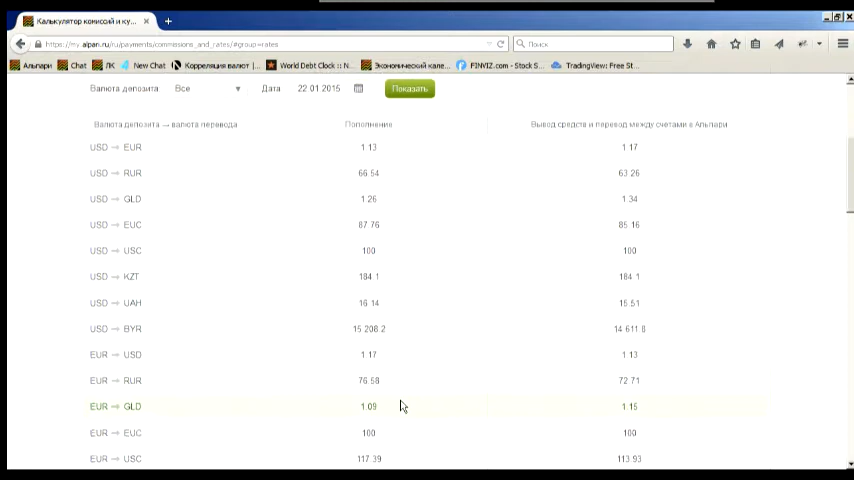 Калькулятор комиссий и ку...
https://my.alpari.ru/ru/payments/commissions_and_rates/#group=rates
Поиск
Альпари Chat ЛК New Chat Корреляция валют |... World Debt Clock :: N... Экономический кале... FINVIZ.com - Stock S... TradingView: Free St...
Валюта депозита Все Дата 22 01 2015 Показать
Валюта депозита → валюта перевода Пополнение Вывод средств и перевод между счетами в Альпари
USD → EUR 1 13 1 17
USD → RUR 66 54 63 26
USD → GLD 1 26 1.34
USD → EUC 87 76 85 16
USD → USC 100 100
USD → KZT 184 1 184 1
USD → UAH 16 14 15 51
USD → BYR 15 208.2 14 611 8
EUR → USD 1 17 1 13
EUR → RUR 76 58 72 71
EUR → GLD 1 09 1 15
EUR → EUC 100 100
EUR → USC 117 39 113 93